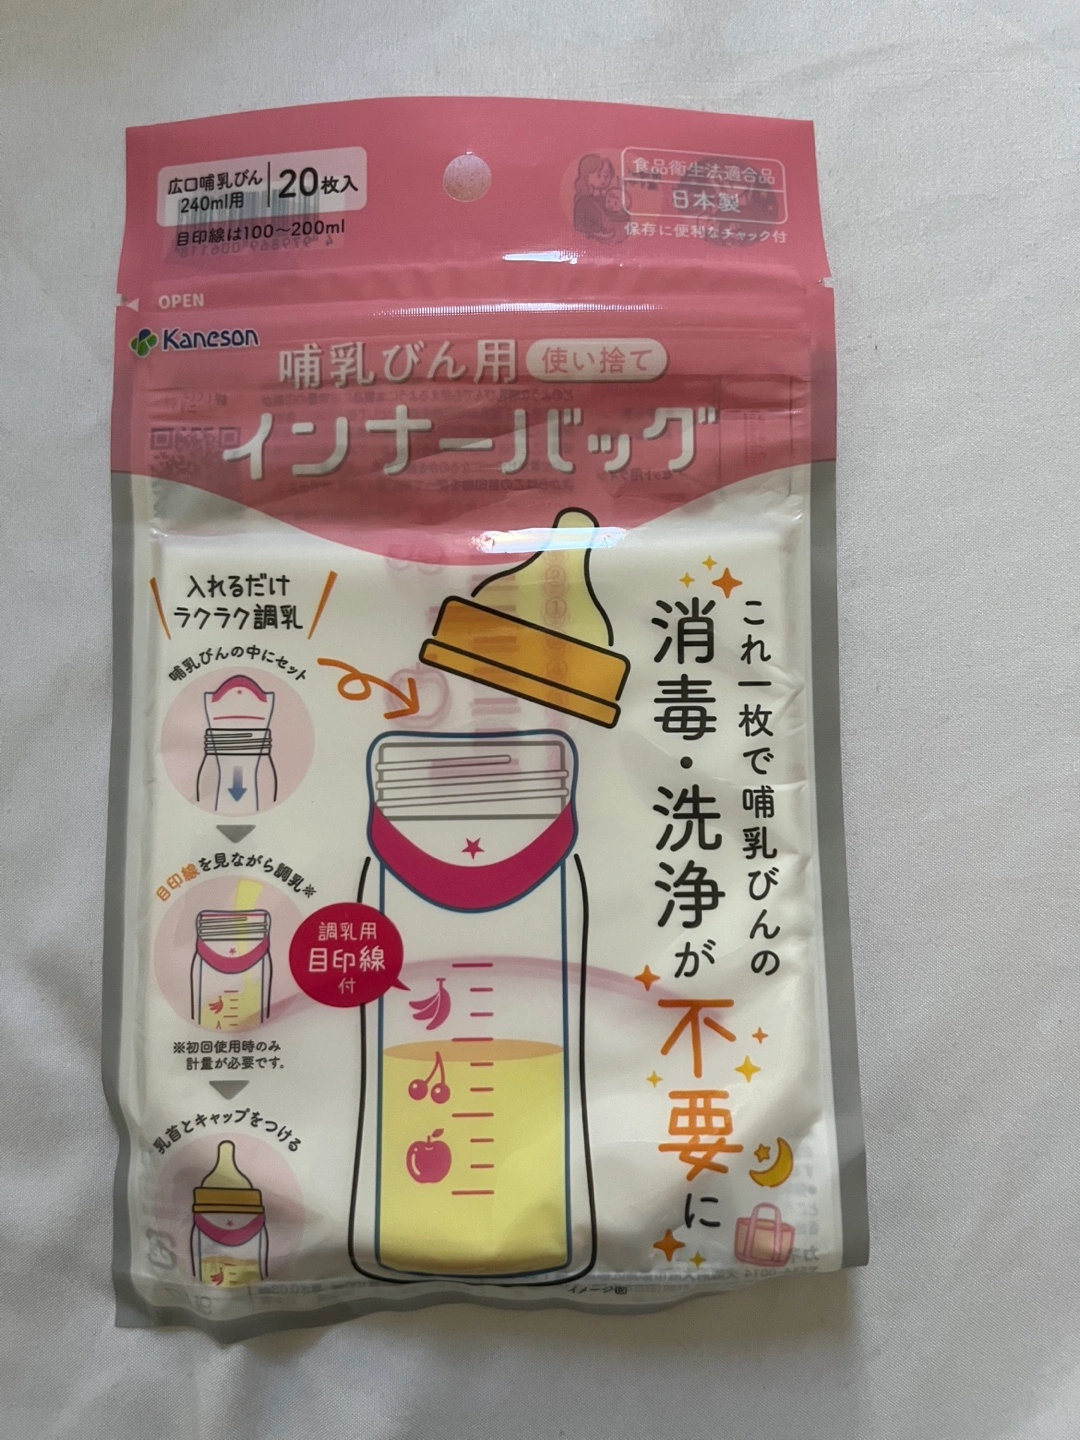 広口哺乳びん
240ml用
20枚入
目印線は100〜200ml
食品衛生法適合品
日本製
保存に便利なチャック付
OPEN
Kaneson
哺乳びん用
使い捨て
インナーバッグ
入れるだけ
ラクラク調乳
哺乳びんの中にセット
目印線を見ながら調乳※
※初回使用時のみ
計量が必要です。
乳首とキャップをつける
調乳用
目印線
付
これ一枚で哺乳びんの
消毒・洗浄が
不要に
イメージ図